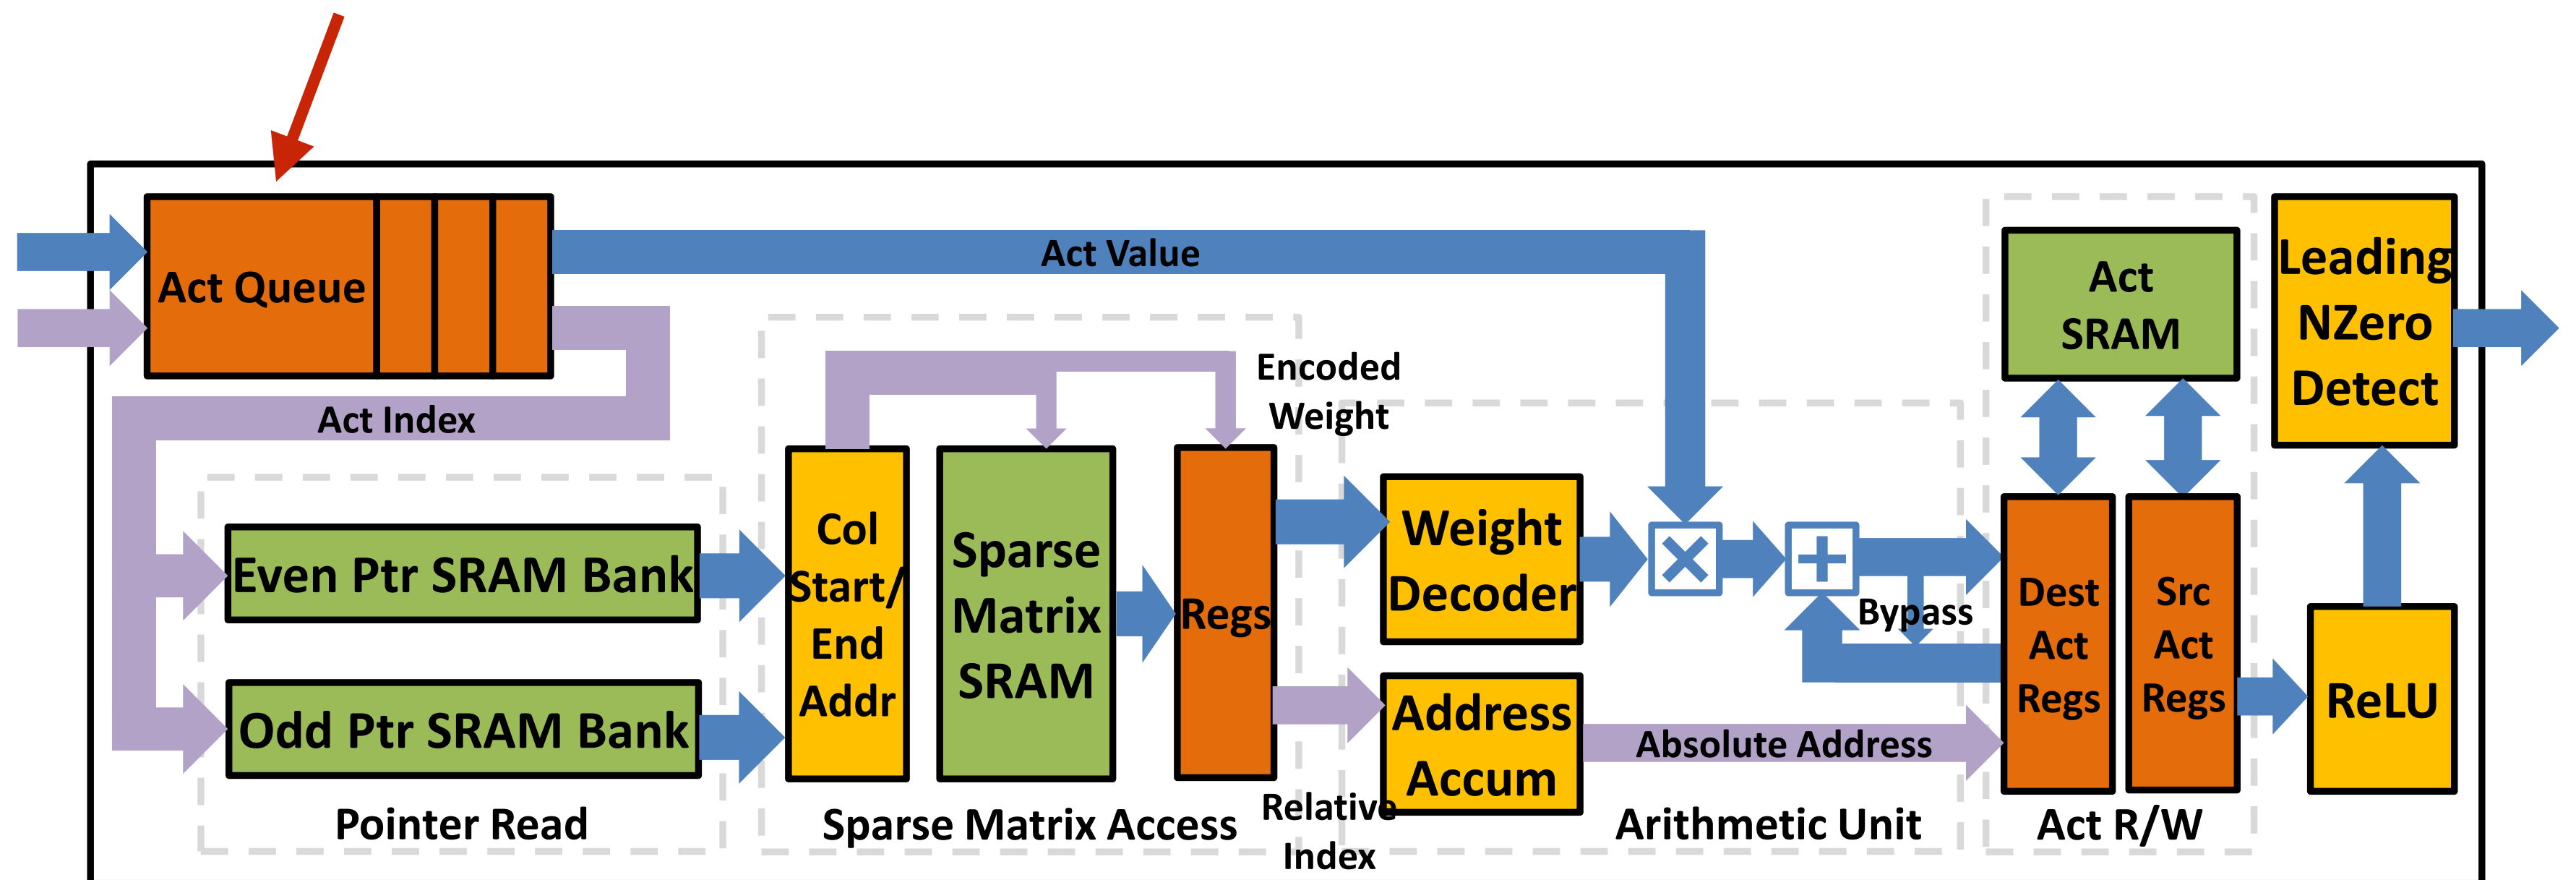 Act Queue
Act Value
Act Index
Even Ptr SRAM Bank
Odd Ptr SRAM Bank
Pointer Read
Col
Start/
End
Addr
Sparse
Matrix
SRAM
Regs
Sparse Matrix Access
Encoded
Weight
Relative
Index
Weight
Decoder
Address
Accum
Bypass
Absolute Address
Arithmetic Unit
Act
SRAM
Dest
Act
Regs
Src
Act
Regs
Act R/W
Leading
NZero
Detect
ReLU